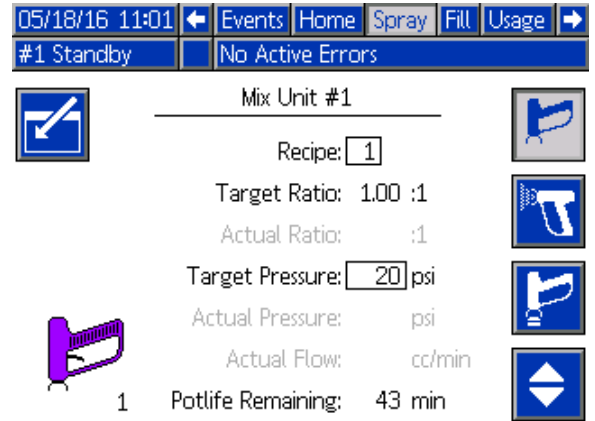 05/18/16 11:01 Events Home Spray Fill Usage
#1 Standby No Active Errors
Mix Unit #1
Recipe: 1
Target Ratio: 1.00 :1
Actual Ratio: :1
Target Pressure: 20 psi
Actual Pressure: psi
Actual Flow: cc/min
1 Potlife Remaining: 43 min